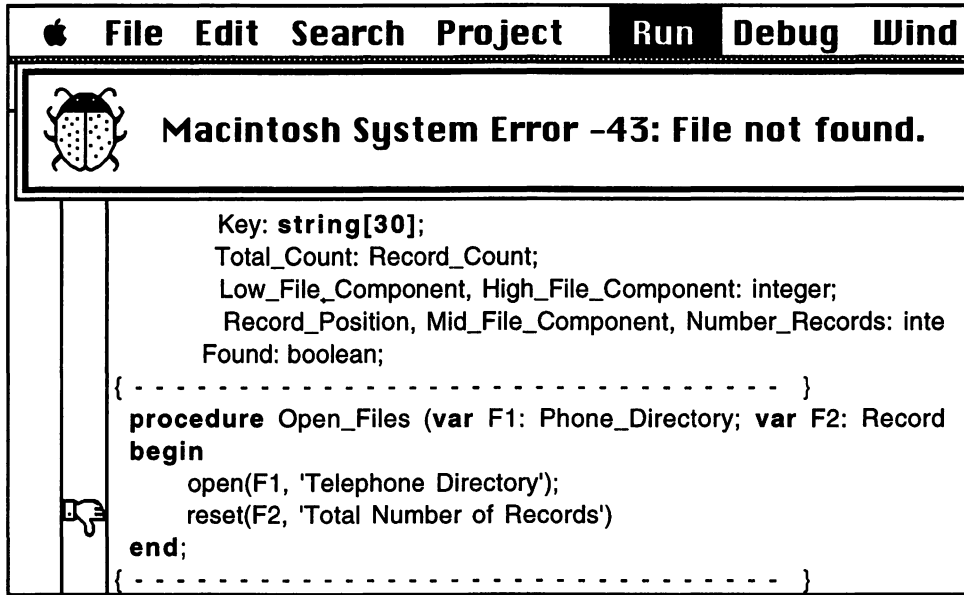 File Edit Search Project Run Debug Wind
Macintosh System Error -43: File not found.
Key: string[30];
Total_Count: Record_Count;
Low_File_Component, High_File_Component: integer;
Record_Position, Mid_File_Component, Number_Records: inte
Found: boolean;
{ - - - - - - - - - - - - - - - - - - - - - - - - - - - - - - - }
procedure Open_Files (var F1: Phone_Directory; var F2: Record
begin
open(F1, 'Telephone Directory');
reset(F2, 'Total Number of Records')
end;
{ - - - - - - - - - - - - - - - - - - - - - - - - - - - - - - - }